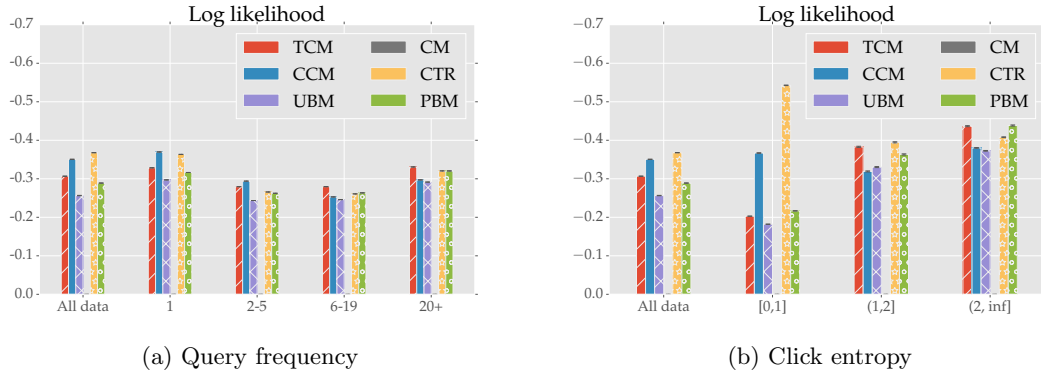 Log likelihood
-0.7
-0.6
-0.5
-0.4
-0.3
-0.2
-0.1
0.0
TCM CM
CCM CTR
UBM PBM
All data 1 2-5 6-19 20+
(a) Query frequency
Log likelihood
−0.7
−0.6
−0.5
−0.4
−0.3
−0.2
−0.1
0.0
TCM CM
CCM CTR
UBM PBM
All data [0,1] (1,2] (2, inf]
(b) Click entropy